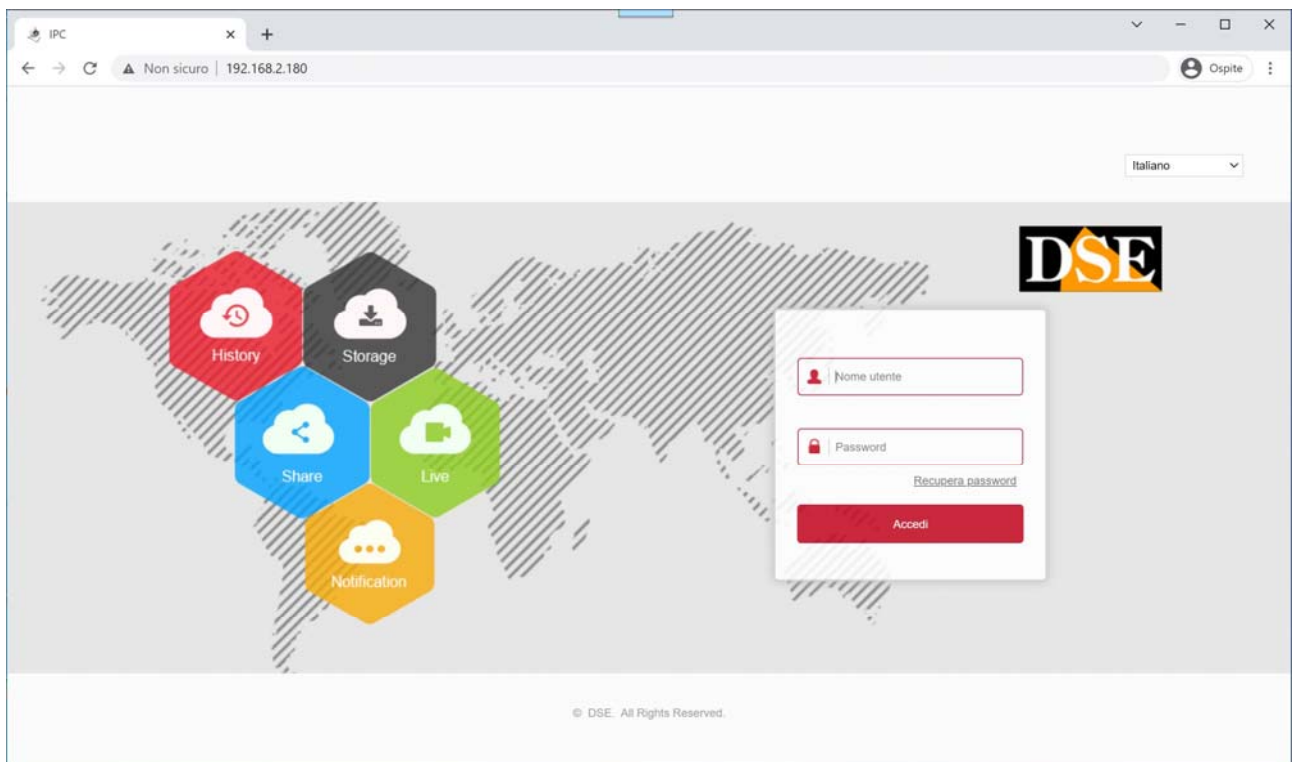 IPC
Non sicuro | 192.168.2.180
Ospite
Italiano
DSE
History
Storage
Share
Live
Notification
Nome utente
Password
Recupera password
Accedi
© DSE. All Rights Reserved.